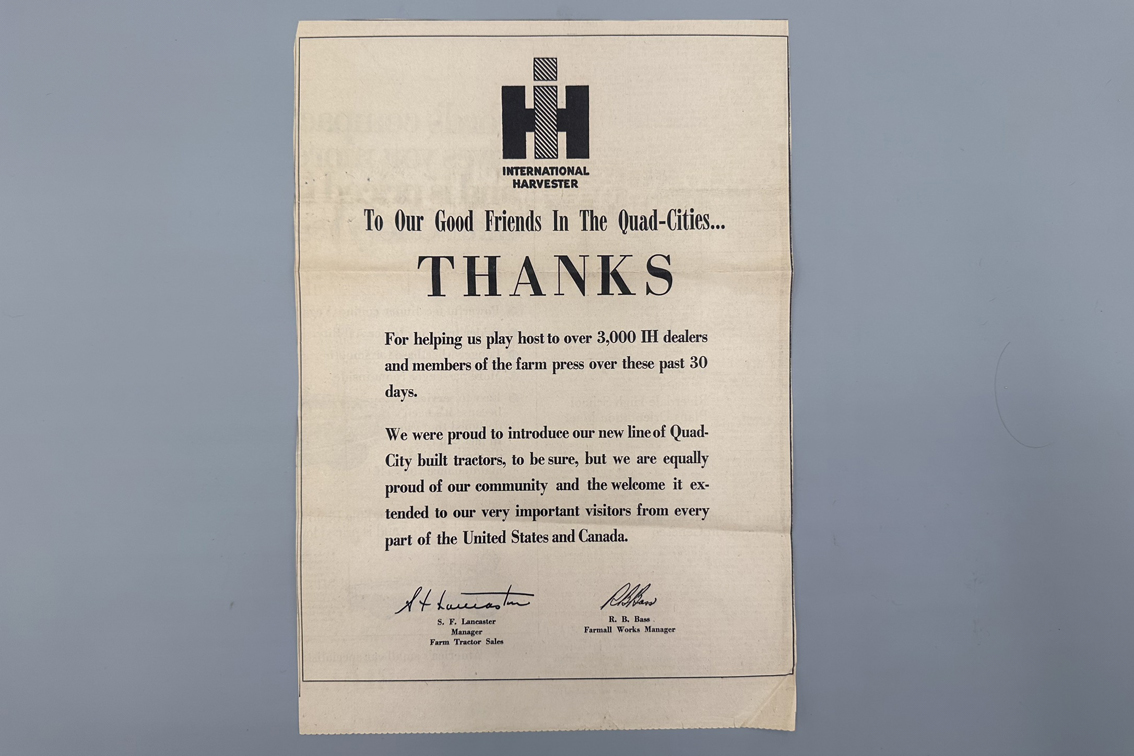 IH
INTERNATIONAL
HARVESTER
To Our Good Friends In The Quad-Cities...
THANKS
For helping us play host to over 3,000 IH dealers
and members of the farm press over these past 30
days.
We were proud to introduce our new line of Quad-
City built tractors, to be sure, but we are equally
proud of our community and the welcome it ex-
tended to our very important visitors from every
part of the United States and Canada.
S F Lancaster
R B Bass
S. F. Lancaster
Manager
Farm Tractor Sales
R. B. Bass
Farmall Works Manager